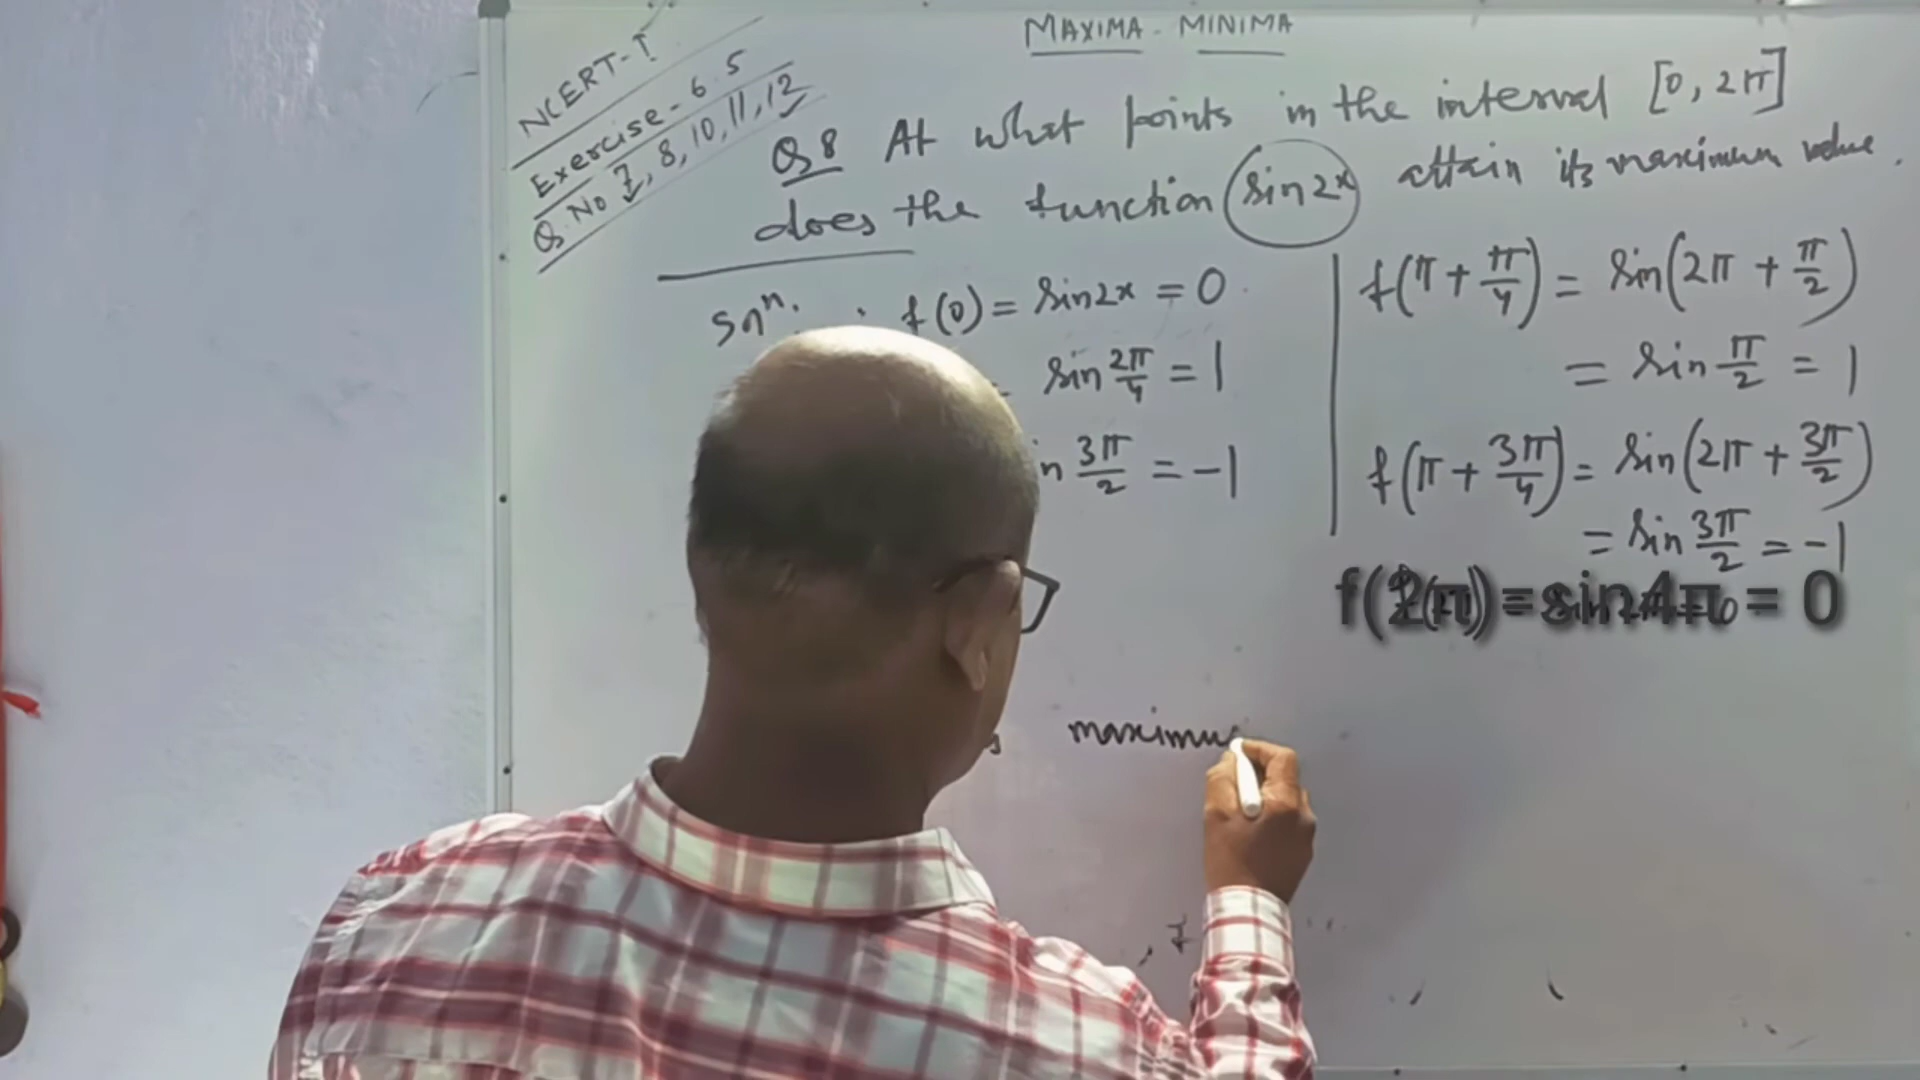 MAXIMA - MINIMA
NCERT-I
Exercise - 6.5
Q.No 7, 8, 10, 11, 12
Q8 At what points in the interval [0, 2π]
does the function sin2x attain its maximum value.
Soln. f(0) = sin2x = 0
sin 2π/4 = 1
3π/2 = -1
f(π + π/4) = sin(2π + π/2)
= sin π/2 = 1
f(π + 3π/4) = sin(2π + 3π/2)
= sin 3π/2 = -1
f(2π) = sin4π = 0
maximum